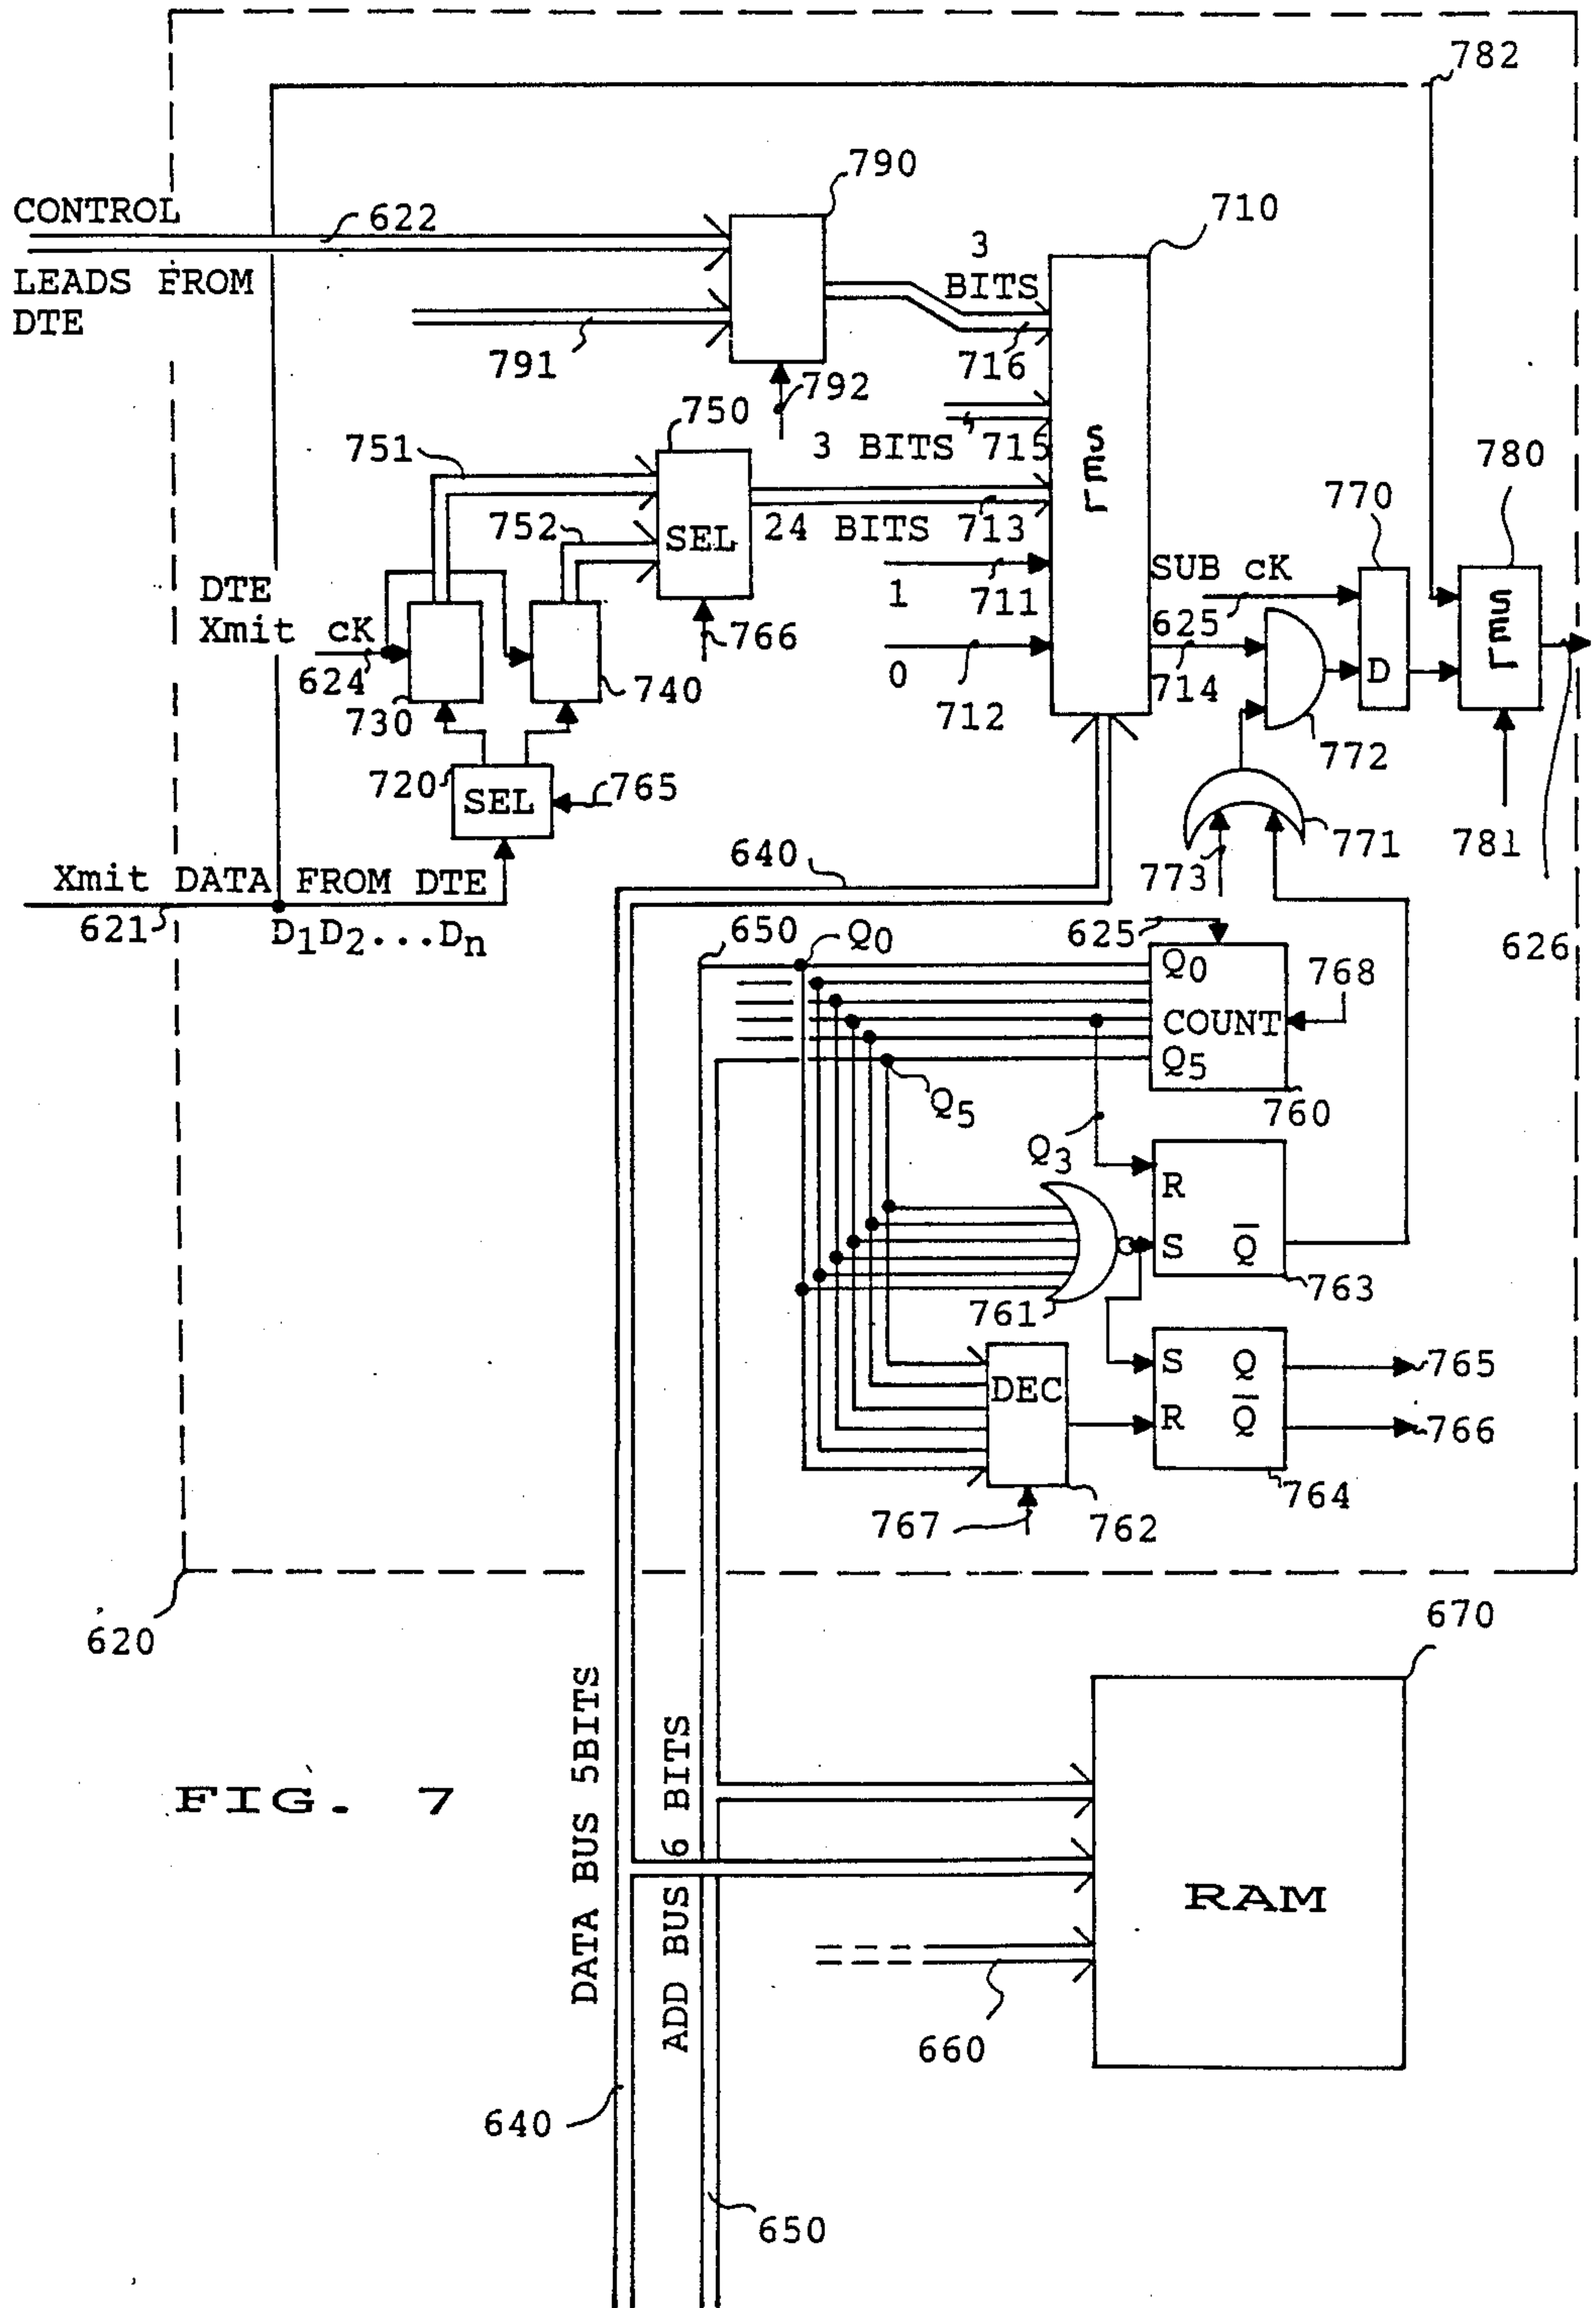 782
790
CONTROL
622
710
3
BITS
LEADS FROM
DTE
791
716
792
750
715
3 BITS
751
SEL
780
752
24 BITS
713
770
SEL
SUB cK
DTE
Xmit cK
1
711
SEL
624
766
625
D
730
740
0
714
712
772
720
SEL
765
771
781
Xmit DATA FROM DTE
640
773
621
D1D2...Dn
650
Q0
625
626
Q0
768
COUNT
Q5
Q5
760
Q3
R
S Q̅
761
763
S Q
765
DEC
R Q̅
766
764
767
762
620
670
DATA BUS 5BITS
ADD BUS 6 BITS
FIG. 7
RAM
660
640
650